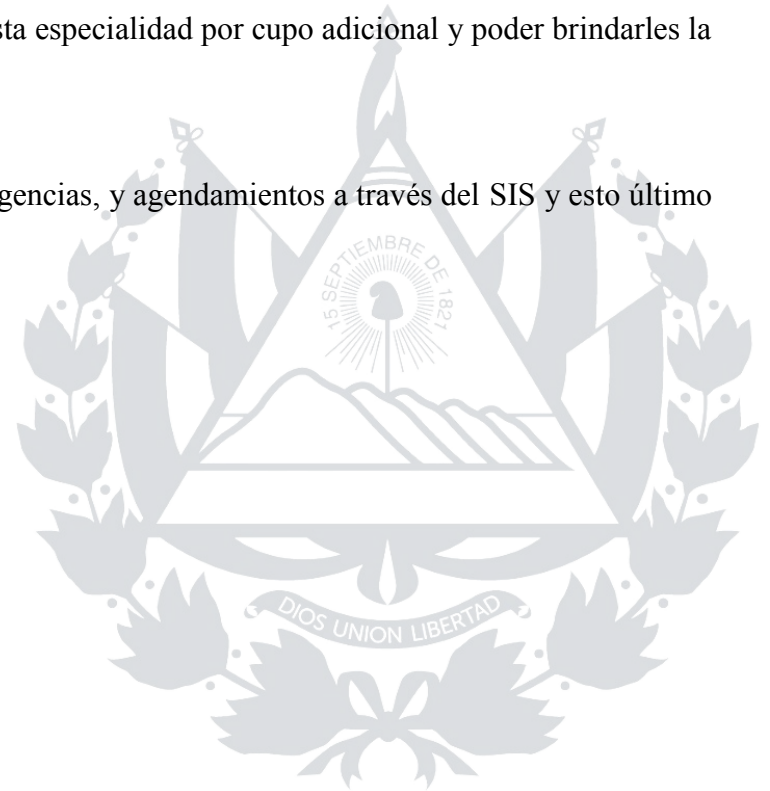 sta especialidad por cupo adicional y poder brindarles la
gencias, y agendamientos a través del SIS y esto último
15 SEPTIEMBRE DE 1821
DIOS UNION LIBERTAD